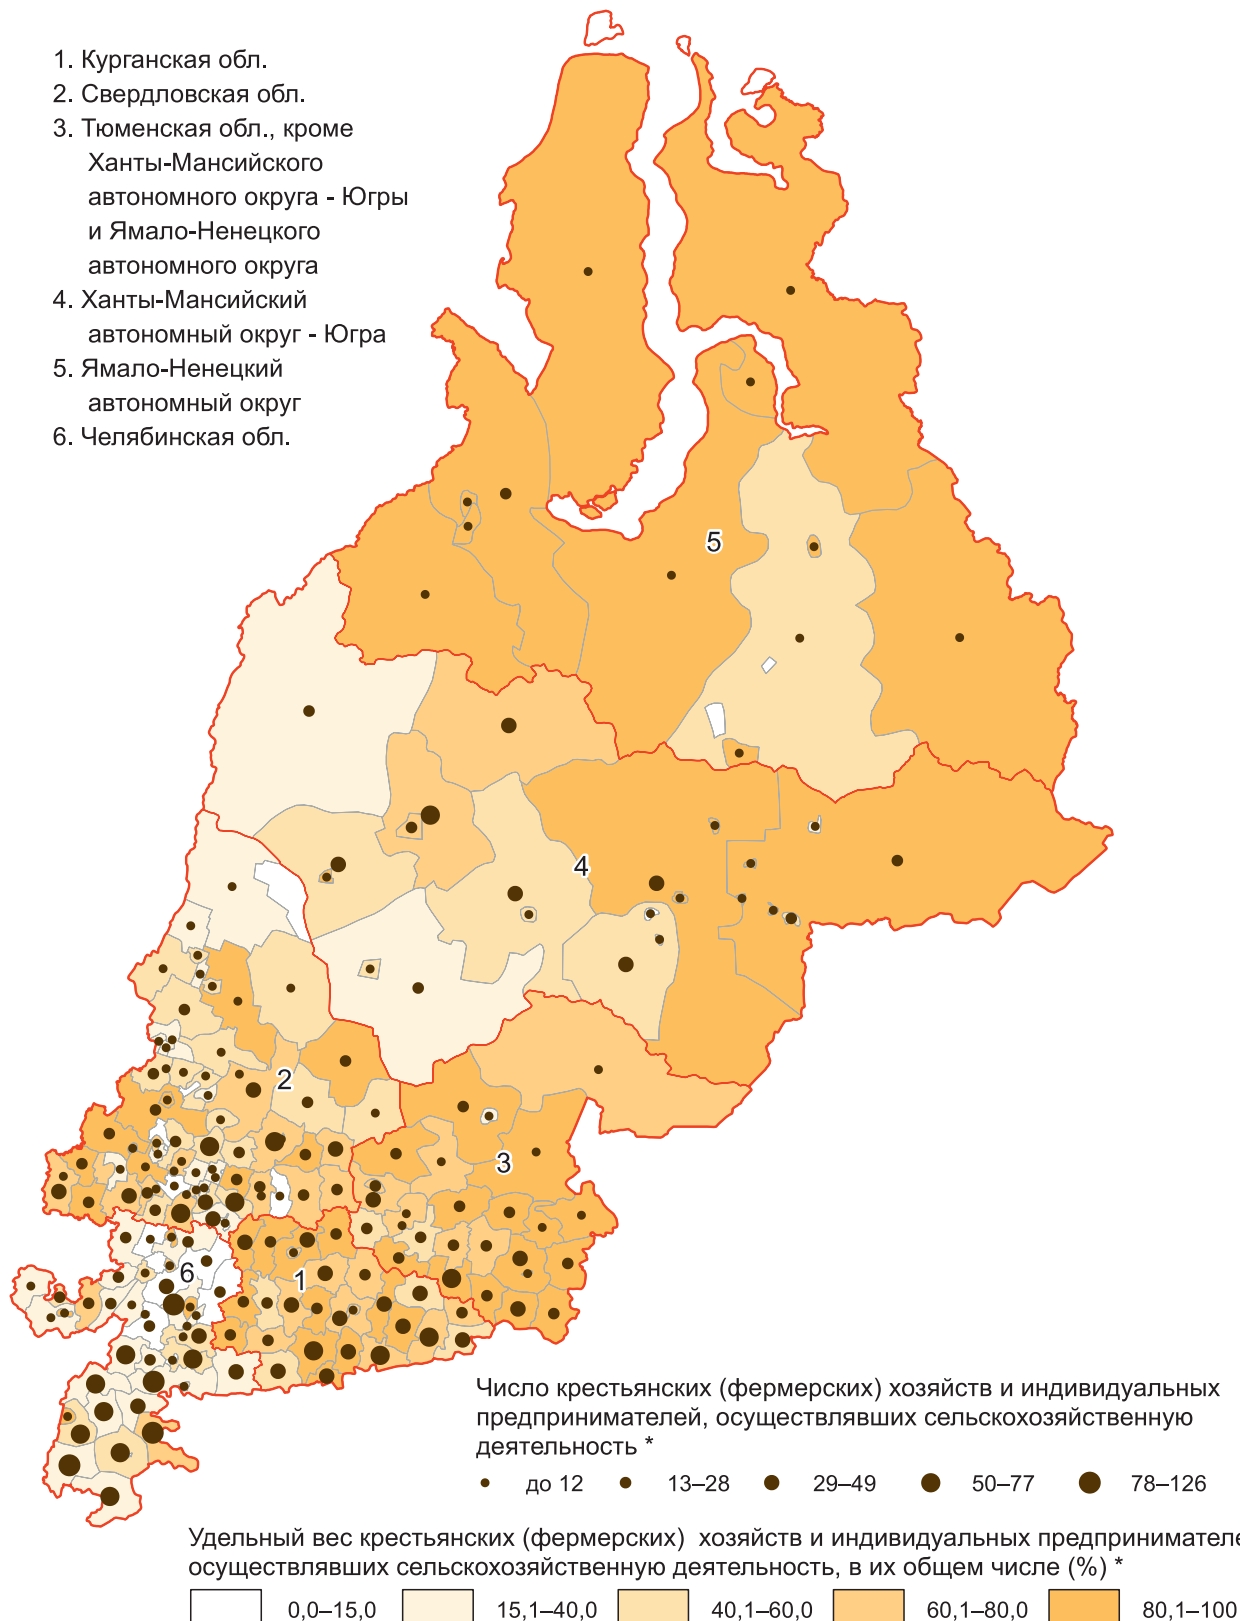 1. Курганская обл.
2. Свердловская обл.
3. Тюменская обл., кроме
Ханты-Мансийского
автономного округа - Югры
и Ямало-Ненецкого
автономного округа
4. Ханты-Мансийский
автономный округ - Югра
5. Ямало-Ненецкий
автономный округ
6. Челябинская обл.
5
4
2
3
6
1
Число крестьянских (фермерских) хозяйств и индивидуальных
предпринимателей, осуществлявших сельскохозяйственную
деятельность *
до 12 13–28 29–49 50–77 78–126
Удельный вес крестьянских (фермерских) хозяйств и индивидуальных предпринимателе
осуществлявших сельскохозяйственную деятельность, в их общем числе (%) *
0,0–15,0 15,1–40,0 40,1–60,0 60,1–80,0 80,1–100